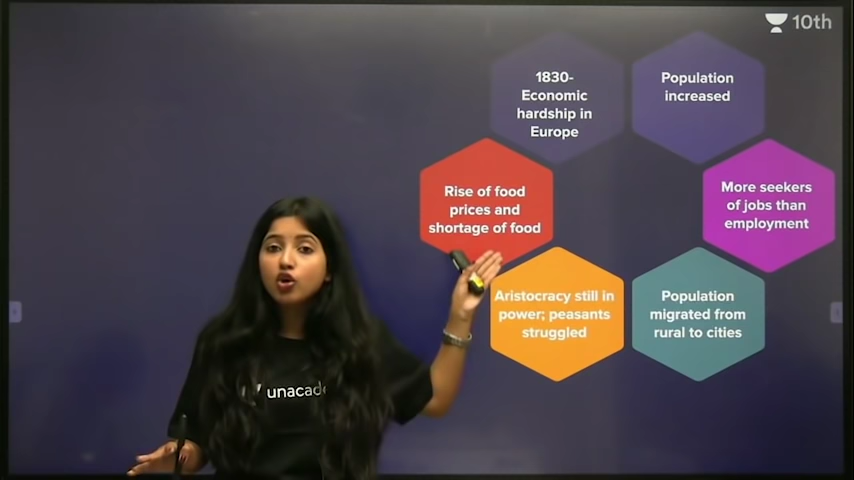 10th
1830-
Economic
hardship in
Europe
Population
increased
Rise of food
prices and
shortage of food
More seekers
of jobs than
employment
Aristocracy still in
power; peasants
struggled
Population
migrated from
rural to cities